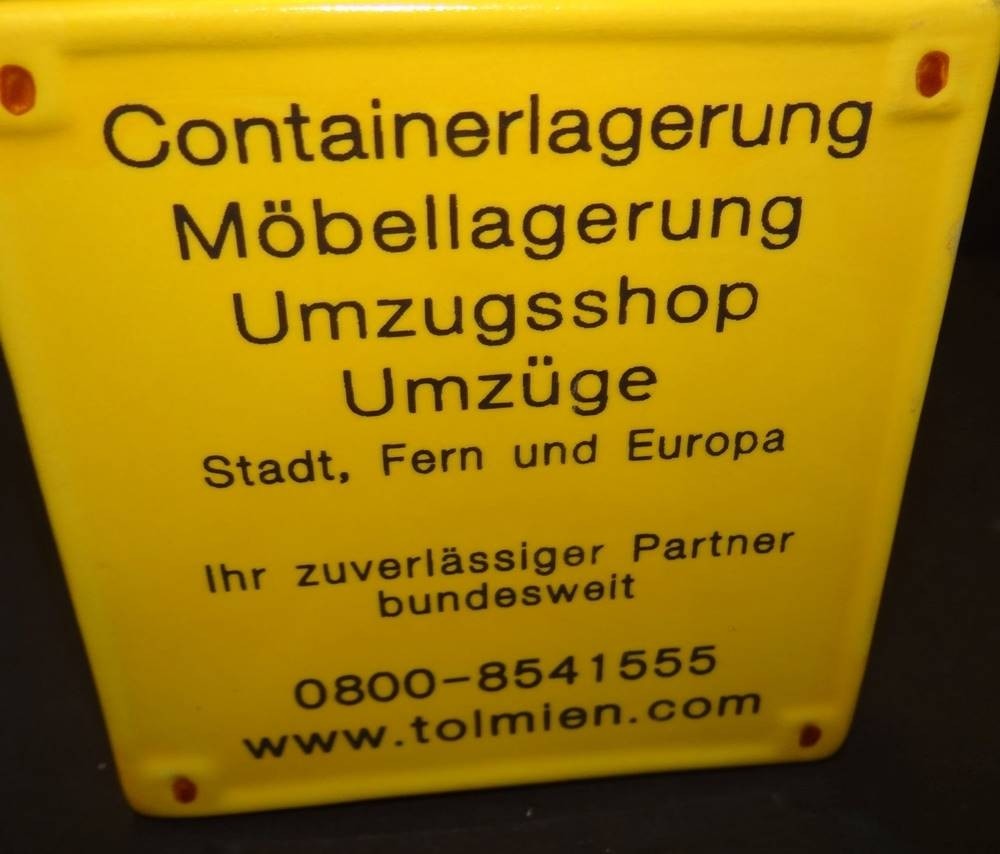 Containerlagerung
Möbellagerung
Umzugsshop
Umzüge
Stadt, Fern und Europa
Ihr zuverlässiger Partner
bundesweit
0800-8541555
www.tolmien.com